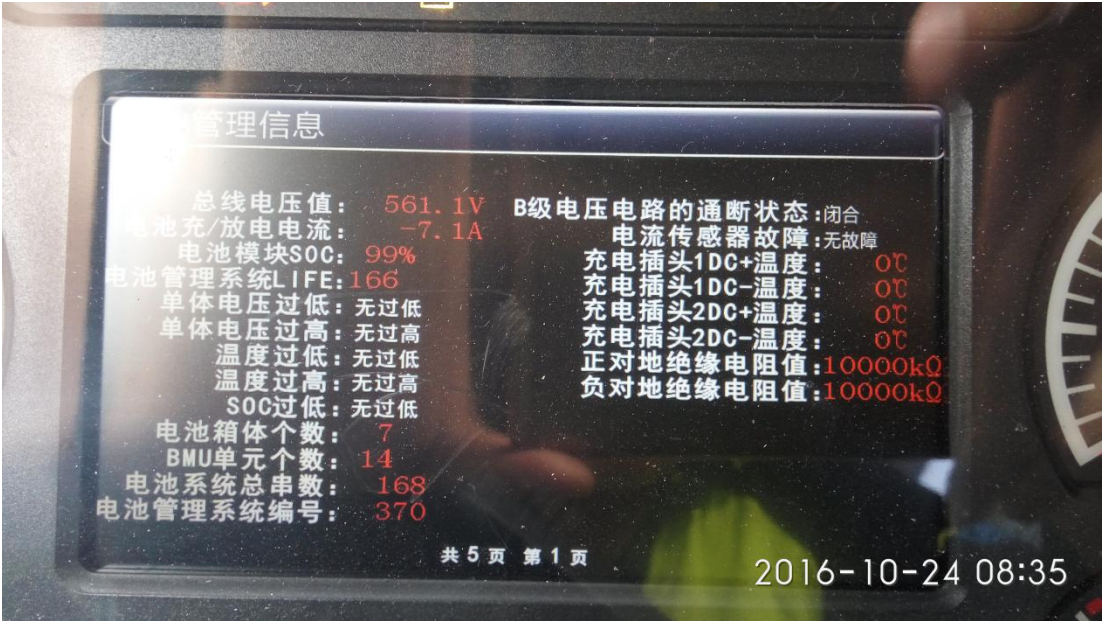 管理信息
总线电压值: 561.1V
电池充/放电电流: -7.1A
电池模块SOC: 99%
电池管理系统LIFE: 166
单体电压过低: 无过低
单体电压过高: 无过高
温度过低: 无过低
温度过高: 无过高
SOC过低: 无过低
电池箱体个数: 7
BMU单元个数: 14
电池系统总串数: 168
电池管理系统编号: 370
B级电压电路的通断状态:闭合
电流传感器故障:无故障
充电插头1DC+温度: 0℃
充电插头1DC-温度: 0℃
充电插头2DC+温度: 0℃
充电插头2DC-温度: 0℃
正对地绝缘电阻值:10000kΩ
负对地绝缘电阻值:10000kΩ
共 5 页 第 1 页
2016-10-24 08:35